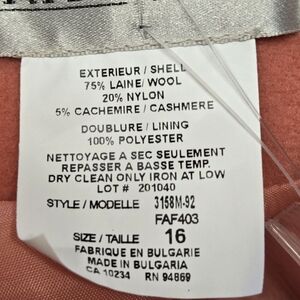 EXTERIEUR / SHELL
75% LAINE/ WOOL
20% NYLON
5% CACHEMIRE / CASHMERE
DOUBLURE / LINING
100% POLYESTER
NETTOYAGE A SEC SEULEMENT
REPASSER A BASSE TEMP.
DRY CLEAN ONLY IRON AT LOW
LOT # 201040
STYLE / MODELLE 3158M-92
FAF403
SIZE / TAILLE 16
FABRIQUE EN BULGARIE
MADE IN BULGARIA
CA 10234 RN 94869